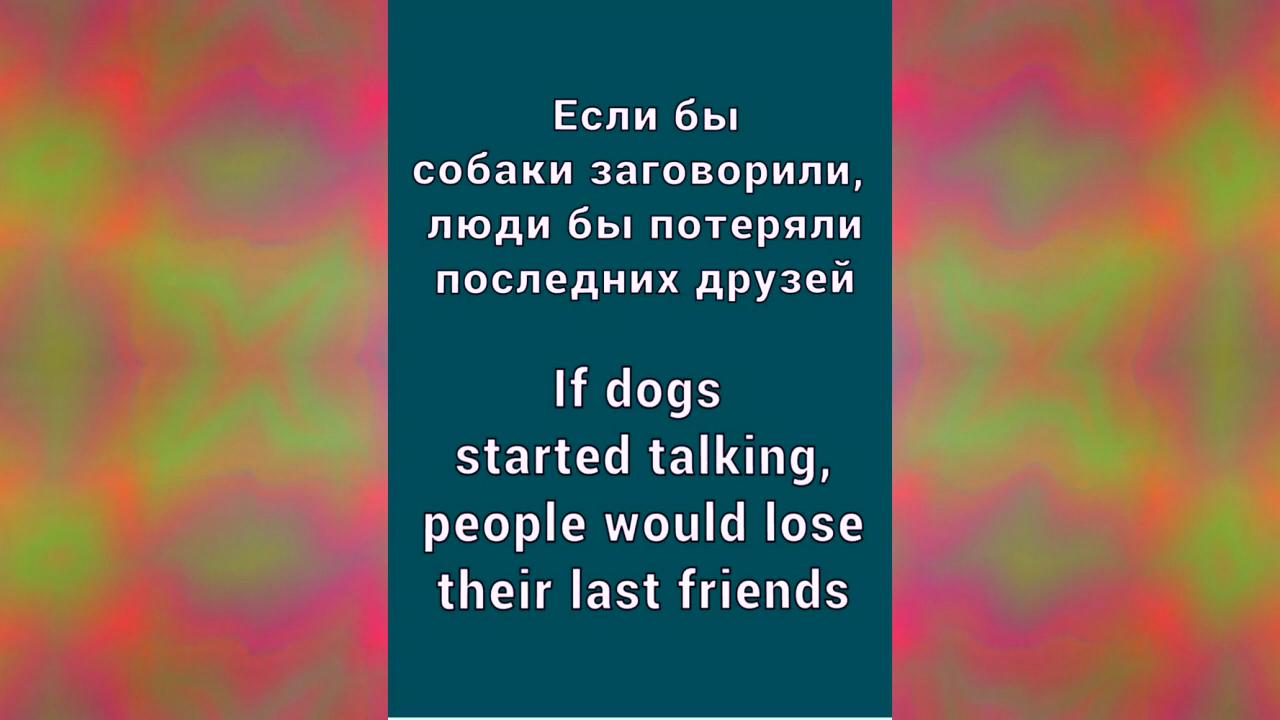 Если бы
собаки заговорили,
люди бы потеряли
последних друзей
If dogs
started talking,
people would lose
their last friends